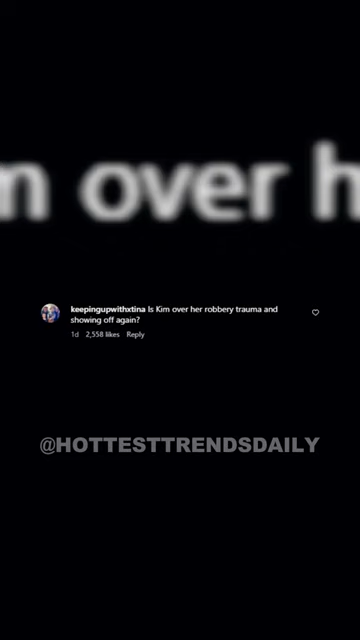 m over h
keepingupwithxtina Is Kim over her robbery trauma and
showing off again?
1d 2,558 likes Reply
@HOTTESTTRENDSDAILY